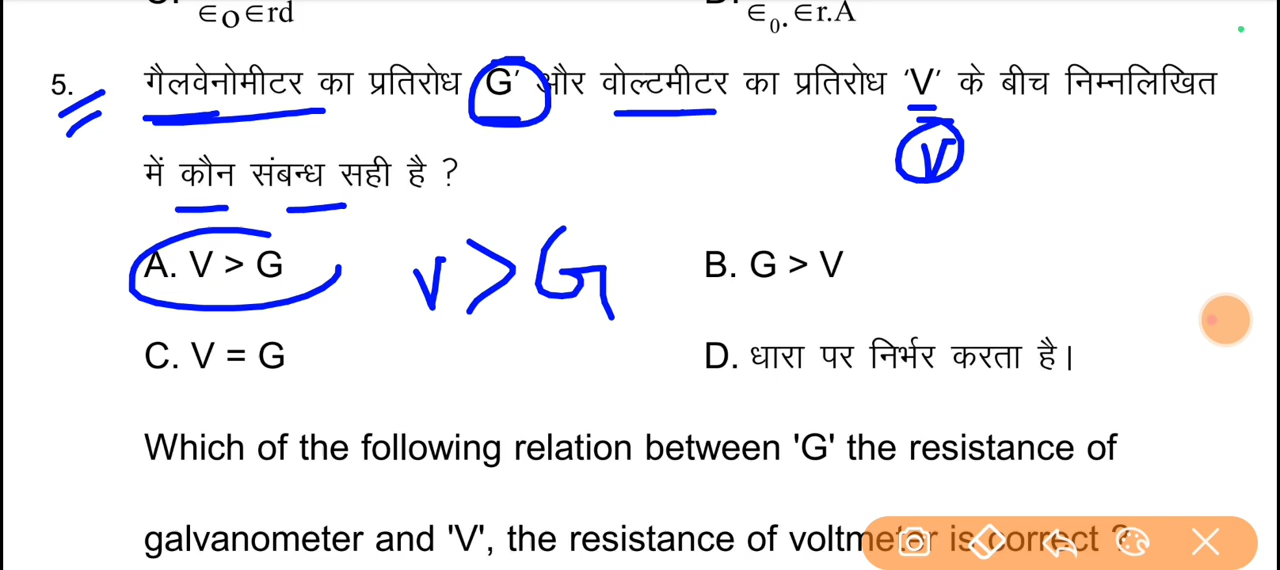 ∈o∈rd
∈0.∈r.A
5. गैलवेनोमीटर का प्रतिरोध G' और वोल्टमीटर का प्रतिरोध 'V' के बीच निम्नलिखित
V
में कौन संबन्ध सही है ?
A. V > G
V > G
B. G > V
C. V = G
D. धारा पर निर्भर करता है।
Which of the following relation between 'G' the resistance of
galvanometer and 'V', the resistance of voltmeter is correct ?